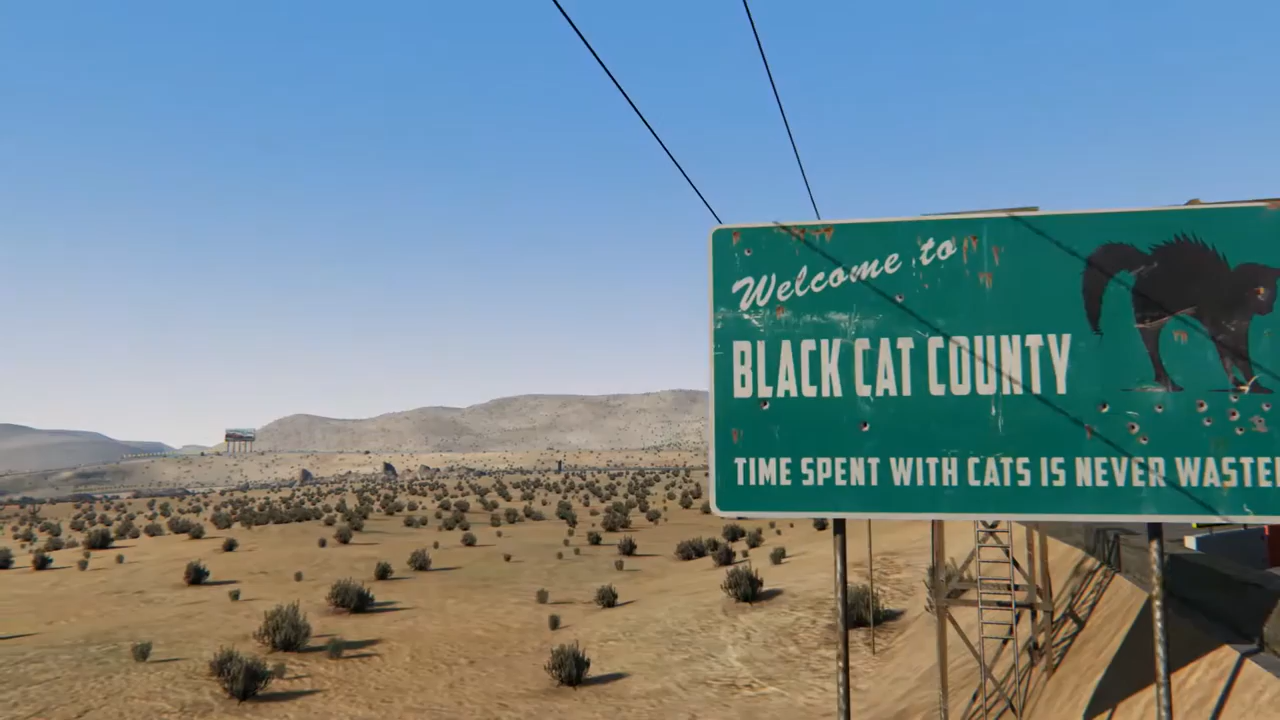 Welcome to
BLACK CAT COUNTY
TIME SPENT WITH CATS IS NEVER WASTE